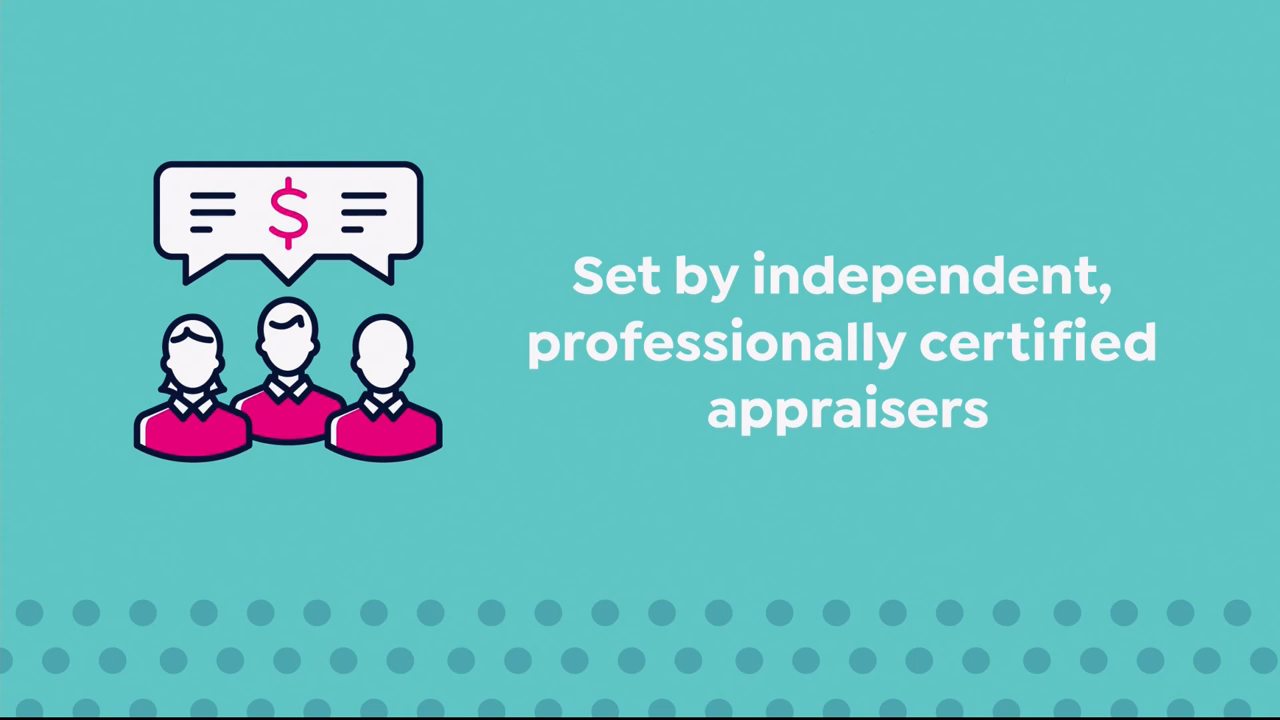 $
Set by independent,
professionally certified
appraisers